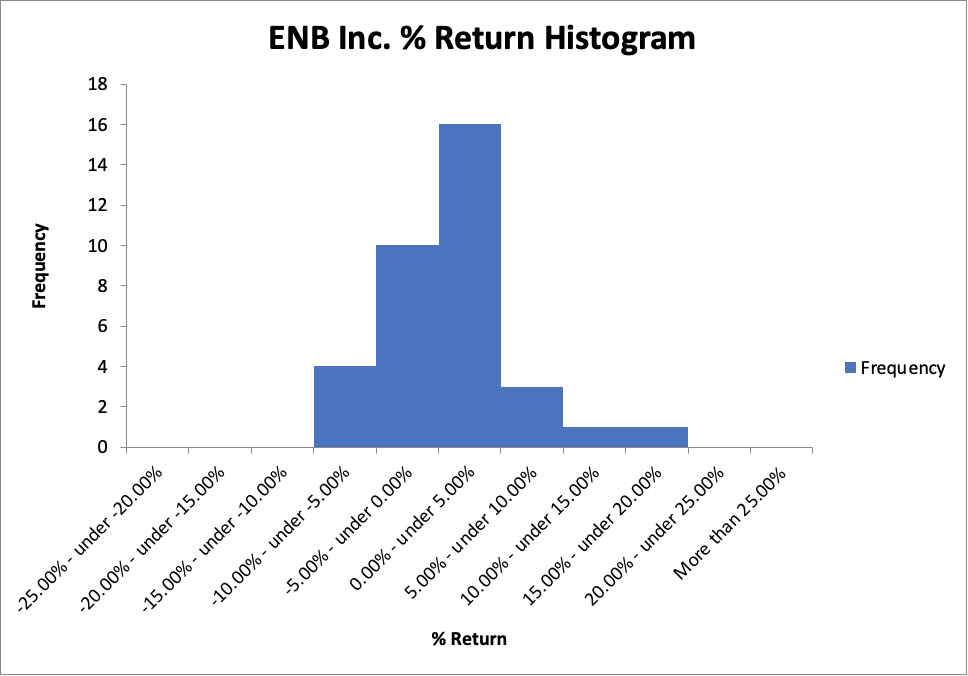 ENB Inc. % Return Histogram
18
16
14
12
10
8
6
4
2
0
Frequency
Frequency
-25.00% - under -20.00%
-20.00% - under -15.00%
-15.00% - under -10.00%
-10.00% - under -5.00%
-5.00% - under 0.00%
0.00% - under 5.00%
5.00% - under 10.00%
10.00% - under 15.00%
15.00% - under 20.00%
20.00% - under 25.00%
More than 25.00%
% Return